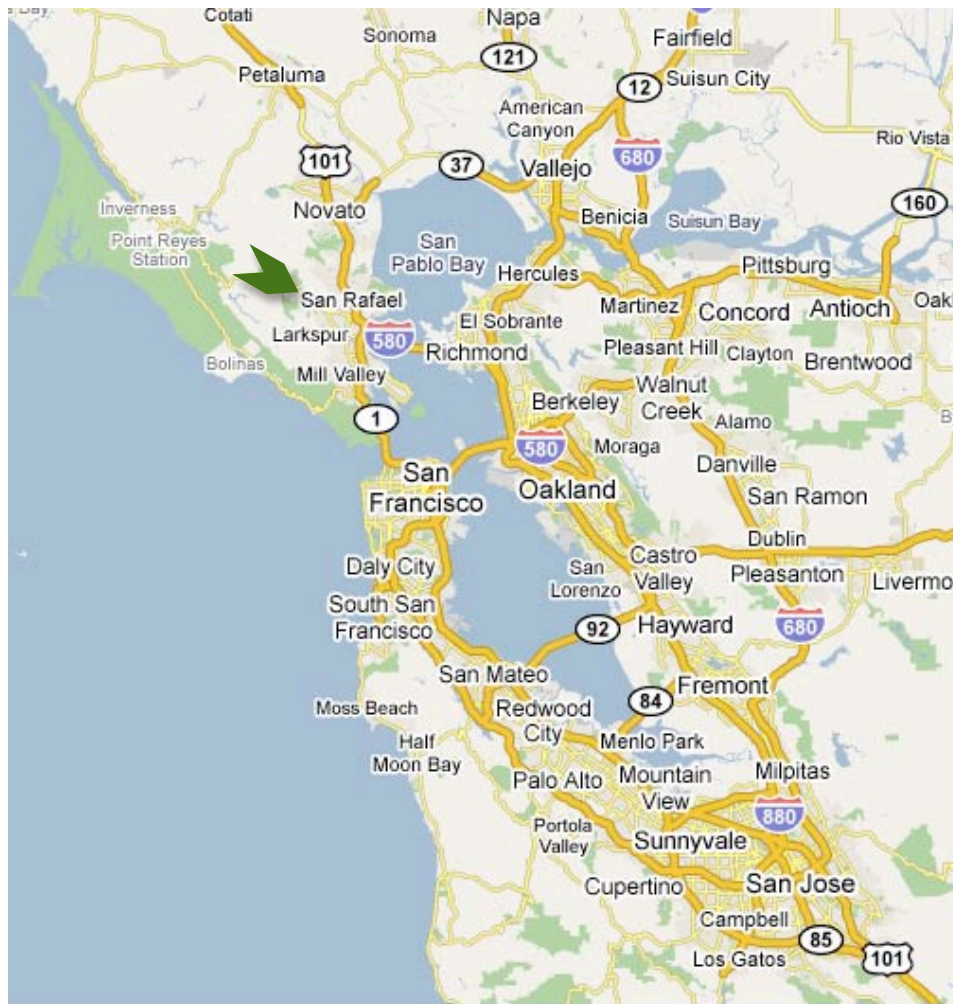 Cotati
Napa
Sonoma
121
Fairfield
Petaluma
Suisun City
12
American
Canyon
Rio Vista
101
37
Vallejo
680
Inverness
Novato
Benicia
Suisun Bay
160
Point Reyes
Station
San
Pablo Bay
Hercules
Pittsburg
San Rafael
Martinez
Concord
Antioch
Oakl
Larkspur
580
El Sobrante
Richmond
Pleasant Hill
Clayton
Brentwood
Bolinas
Mill Valley
Berkeley
Walnut
Creek
1
Alamo
B
580
Moraga
San
Francisco
Oakland
Danville
San Ramon
Daly City
San
Lorenzo
Castro
Valley
Dublin
Pleasanton
Livermo
South San
Francisco
92
Hayward
680
San Mateo
Fremont
84
Moss Beach
Redwood
City
Half
Moon Bay
Menlo Park
Palo Alto
Mountain
View
Milpitas
880
Portola
Valley
Sunnyvale
Cupertino
San Jose
Campbell
85
Los Gatos
101